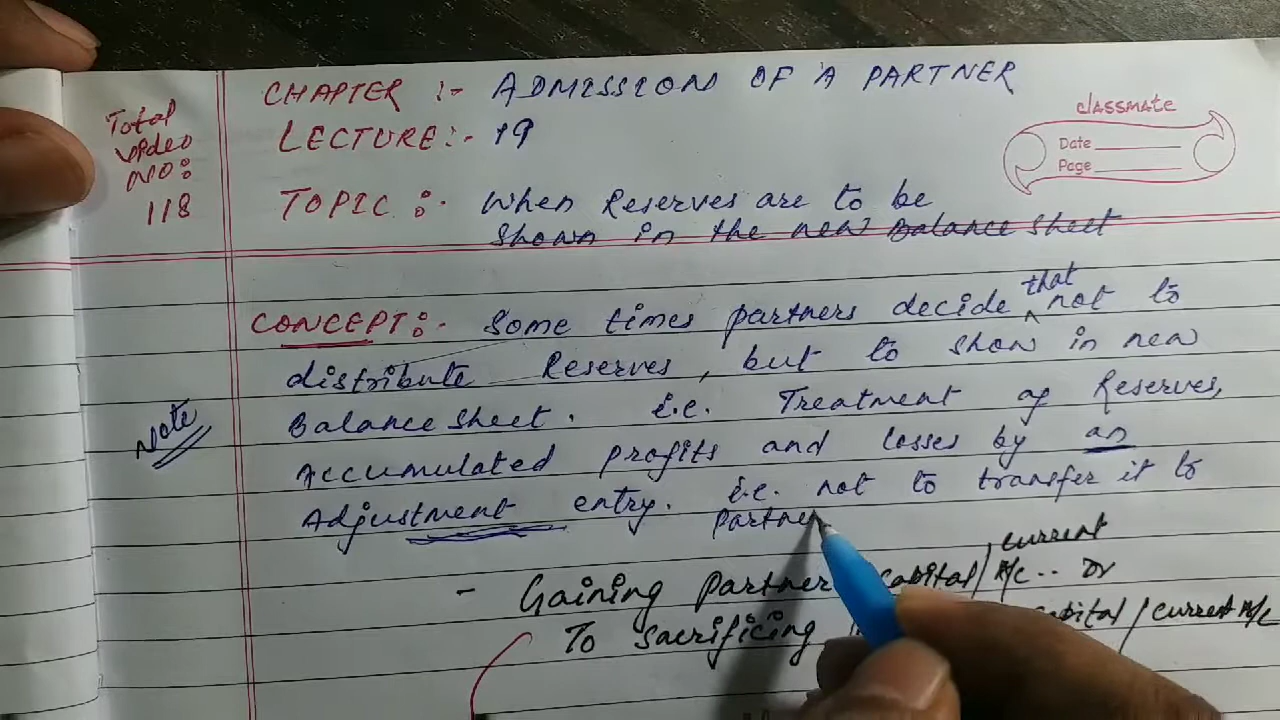 CHAPTER :- ADMISSION OF A PARTNER
Total
video
NO:
118
LECTURE:- 19
classmate
Date
Page
TOPIC :- When Reserves are to be
shown in the new Balance sheet
CONCEPT:- Some times partners decide that not to
distribute Reserves, but to show in new
Note
Balance sheet. i.e. Treatment of Reserves,
Accumulated profits and losses by an
Adjustment entry. i.e. not to transfer it to
partne
- Gaining partner capital/current A/c.. Dr
To sacrificing capital/current A/c